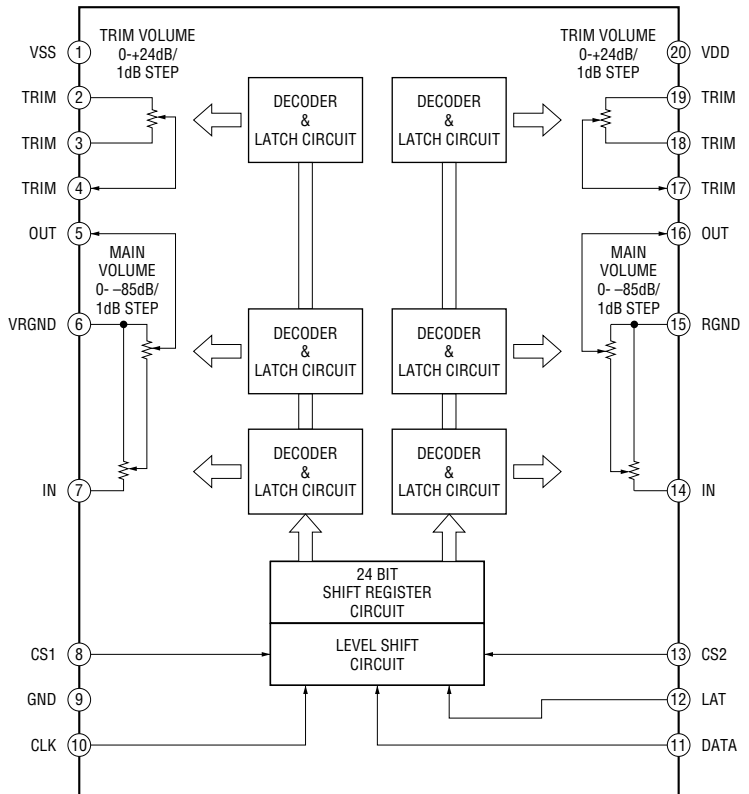 TRIM VOLUME
0-+24dB/
1dB STEP
TRIM VOLUME
0-+24dB/
1dB STEP
VSS 1
20 VDD
TRIM 2
19 TRIM
DECODER
&
LATCH CIRCUIT
DECODER
&
LATCH CIRCUIT
TRIM 3
18 TRIM
TRIM 4
17 TRIM
OUT 5
16 OUT
MAIN
VOLUME
0- –85dB/
1dB STEP
MAIN
VOLUME
0- –85dB/
1dB STEP
VRGND 6
15 RGND
DECODER
&
LATCH CIRCUIT
DECODER
&
LATCH CIRCUIT
DECODER
&
LATCH CIRCUIT
DECODER
&
LATCH CIRCUIT
IN 7
14 IN
24 BIT
SHIFT REGISTER
CIRCUIT
LEVEL SHIFT
CIRCUIT
CS1 8
13 CS2
GND 9
12 LAT
CLK 10
11 DATA